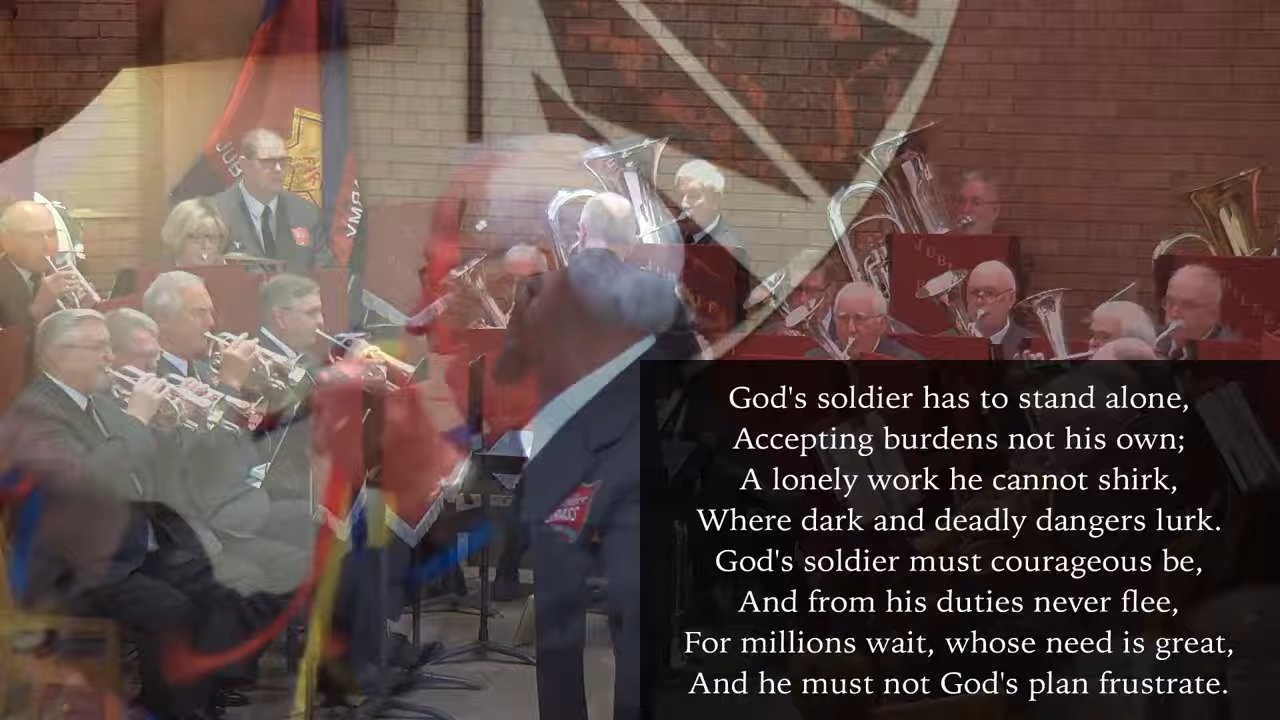 God's soldier has to stand alone,
Accepting burdens not his own;
A lonely work he cannot shirk,
Where dark and deadly dangers lurk.
God's soldier must courageous be,
And from his duties never flee,
For millions wait, whose need is great,
And he must not God's plan frustrate.